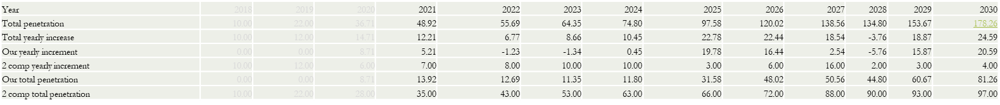 Year 2018 2019 2020 2021 2022 2023 2024 2025 2026 2027 2028 2029 2030
Total penetration 10.00 22.00 36.71 48.92 55.69 64.35 74.80 97.58 120.02 138.56 134.80 153.67 178.26
Total yearly increase 10.00 12.00 14.71 12.21 6.77 8.66 10.45 22.78 22.44 18.54 -3.76 18.87 24.59
Our yearly increment 0.00 0.00 8.71 5.21 -1.23 -1.34 0.45 19.78 16.44 2.54 -5.76 15.87 20.59
2 comp yearly increment 10.00 12.00 6.00 7.00 8.00 10.00 10.00 3.00 6.00 16.00 2.00 3.00 4.00
Our total penetration 0.00 0.00 8.71 13.92 12.69 11.35 11.80 31.58 48.02 50.56 44.80 60.67 81.26
2 comp total penetration 10.00 22.00 28.00 35.00 43.00 53.00 63.00 66.00 72.00 88.00 90.00 93.00 97.00